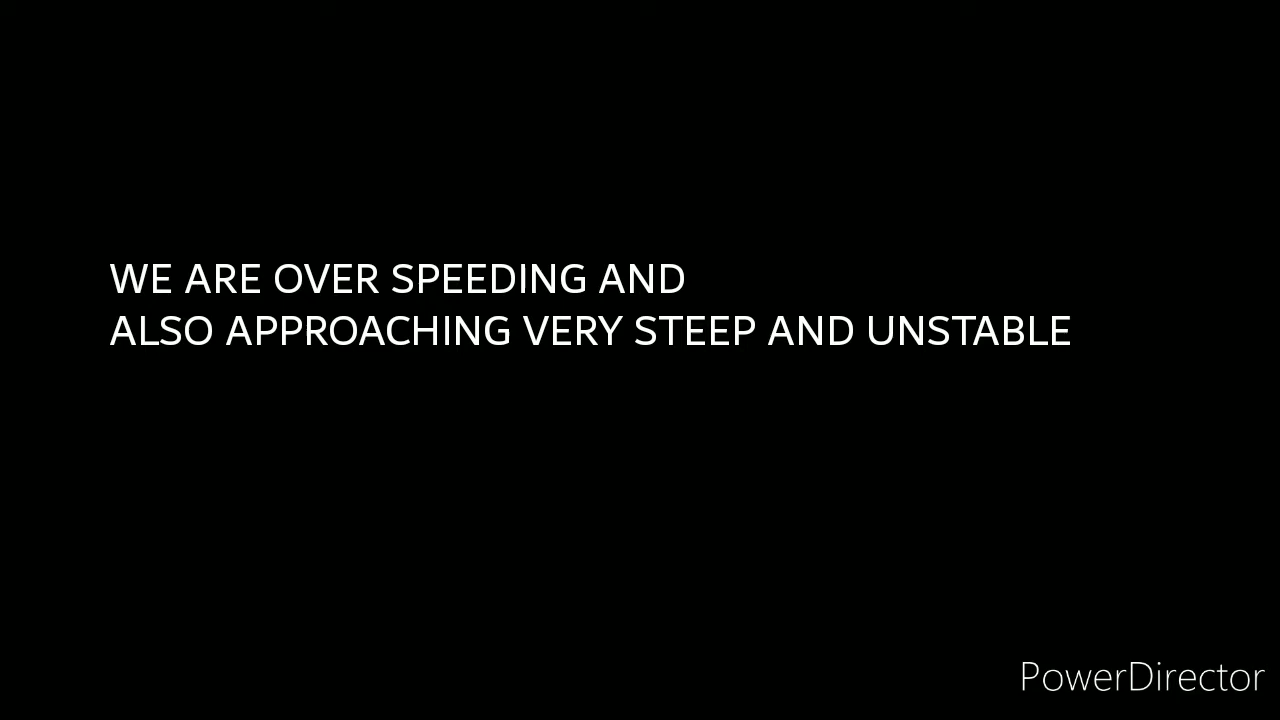 WE ARE OVER SPEEDING AND
ALSO APPROACHING VERY STEEP AND UNSTABLE
PowerDirector